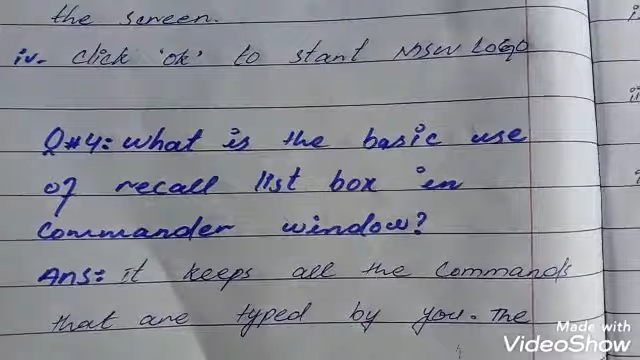 the screen.
iv. Click 'ok' to start MSW Logo
Q#4: what is the basic use
of recall list box in
commander window?
Ans: it keeps all the commands
that are typed by you. The
Made with
VideoShow